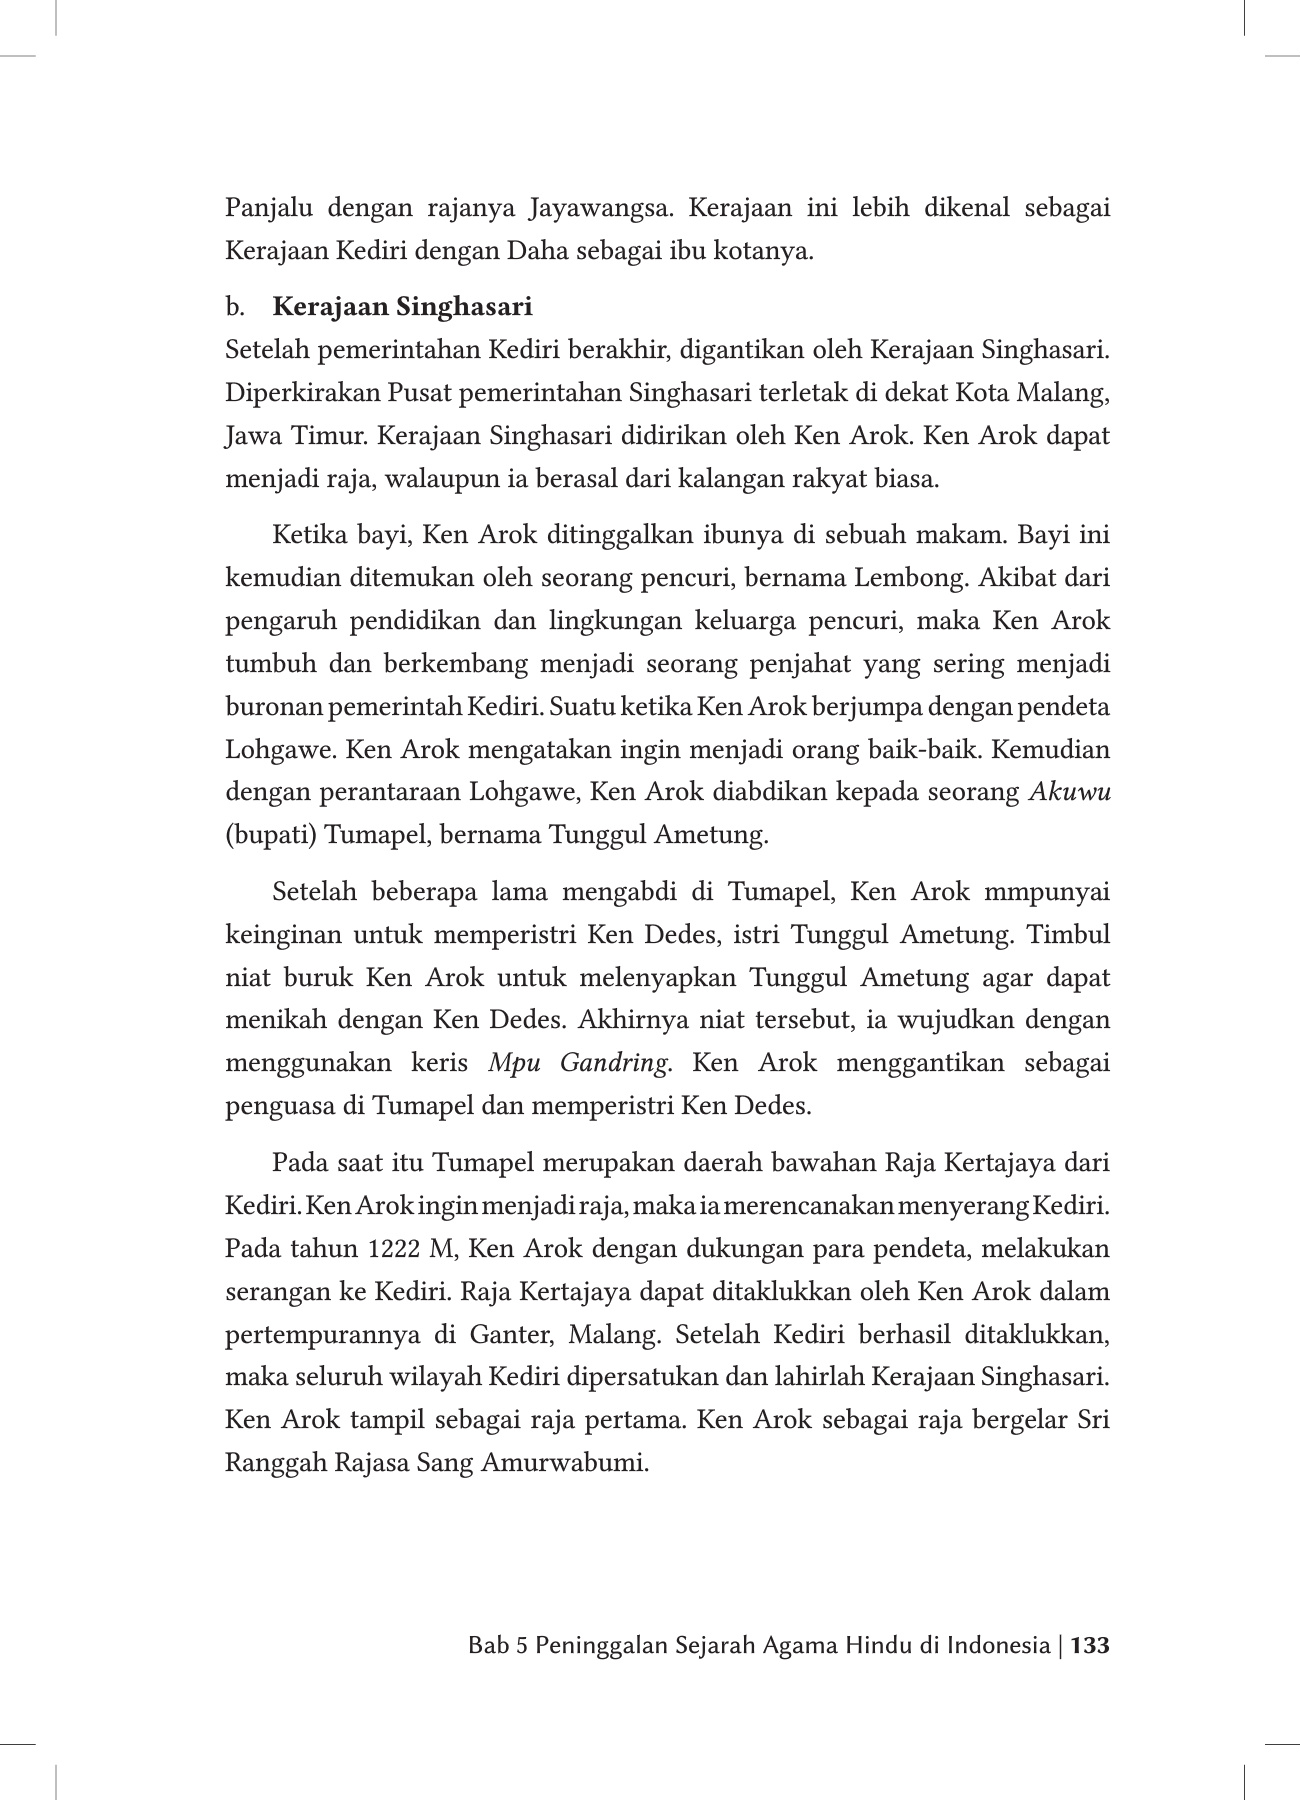 Panjalu dengan rajanya Jayawangsa. Kerajaan ini lebih dikenal sebagai
Kerajaan Kediri dengan Daha sebagai ibu kotanya.
b. Kerajaan Singhasari
Setelah pemerintahan Kediri berakhir, digantikan oleh Kerajaan Singhasari.
Diperkirakan Pusat pemerintahan Singhasari terletak di dekat Kota Malang,
Jawa Timur. Kerajaan Singhasari didirikan oleh Ken Arok. Ken Arok dapat
menjadi raja, walaupun ia berasal dari kalangan rakyat biasa.
Ketika bayi, Ken Arok ditinggalkan ibunya di sebuah makam. Bayi ini
kemudian ditemukan oleh seorang pencuri, bernama Lembong. Akibat dari
pengaruh pendidikan dan lingkungan keluarga pencuri, maka Ken Arok
tumbuh dan berkembang menjadi seorang penjahat yang sering menjadi
buronan pemerintah Kediri. Suatu ketika Ken Arok berjumpa dengan pendeta
Lohgawe. Ken Arok mengatakan ingin menjadi orang baik-baik. Kemudian
dengan perantaraan Lohgawe, Ken Arok diabdikan kepada seorang Akuwu
(bupati) Tumapel, bernama Tunggul Ametung.
Setelah beberapa lama mengabdi di Tumapel, Ken Arok mmpunyai
keinginan untuk memperistri Ken Dedes, istri Tunggul Ametung. Timbul
niat buruk Ken Arok untuk melenyapkan Tunggul Ametung agar dapat
menikah dengan Ken Dedes. Akhirnya niat tersebut, ia wujudkan dengan
menggunakan keris Mpu Gandring. Ken Arok menggantikan sebagai
penguasa di Tumapel dan memperistri Ken Dedes.
Pada saat itu Tumapel merupakan daerah bawahan Raja Kertajaya dari
Kediri. Ken Arok ingin menjadi raja, maka ia merencanakan menyerang Kediri.
Pada tahun 1222 M, Ken Arok dengan dukungan para pendeta, melakukan
serangan ke Kediri. Raja Kertajaya dapat ditaklukkan oleh Ken Arok dalam
pertempurannya di Ganter, Malang. Setelah Kediri berhasil ditaklukkan,
maka seluruh wilayah Kediri dipersatukan dan lahirlah Kerajaan Singhasari.
Ken Arok tampil sebagai raja pertama. Ken Arok sebagai raja bergelar Sri
Ranggah Rajasa Sang Amurwabumi.
Bab 5 Peninggalan Sejarah Agama Hindu di Indonesia | 133